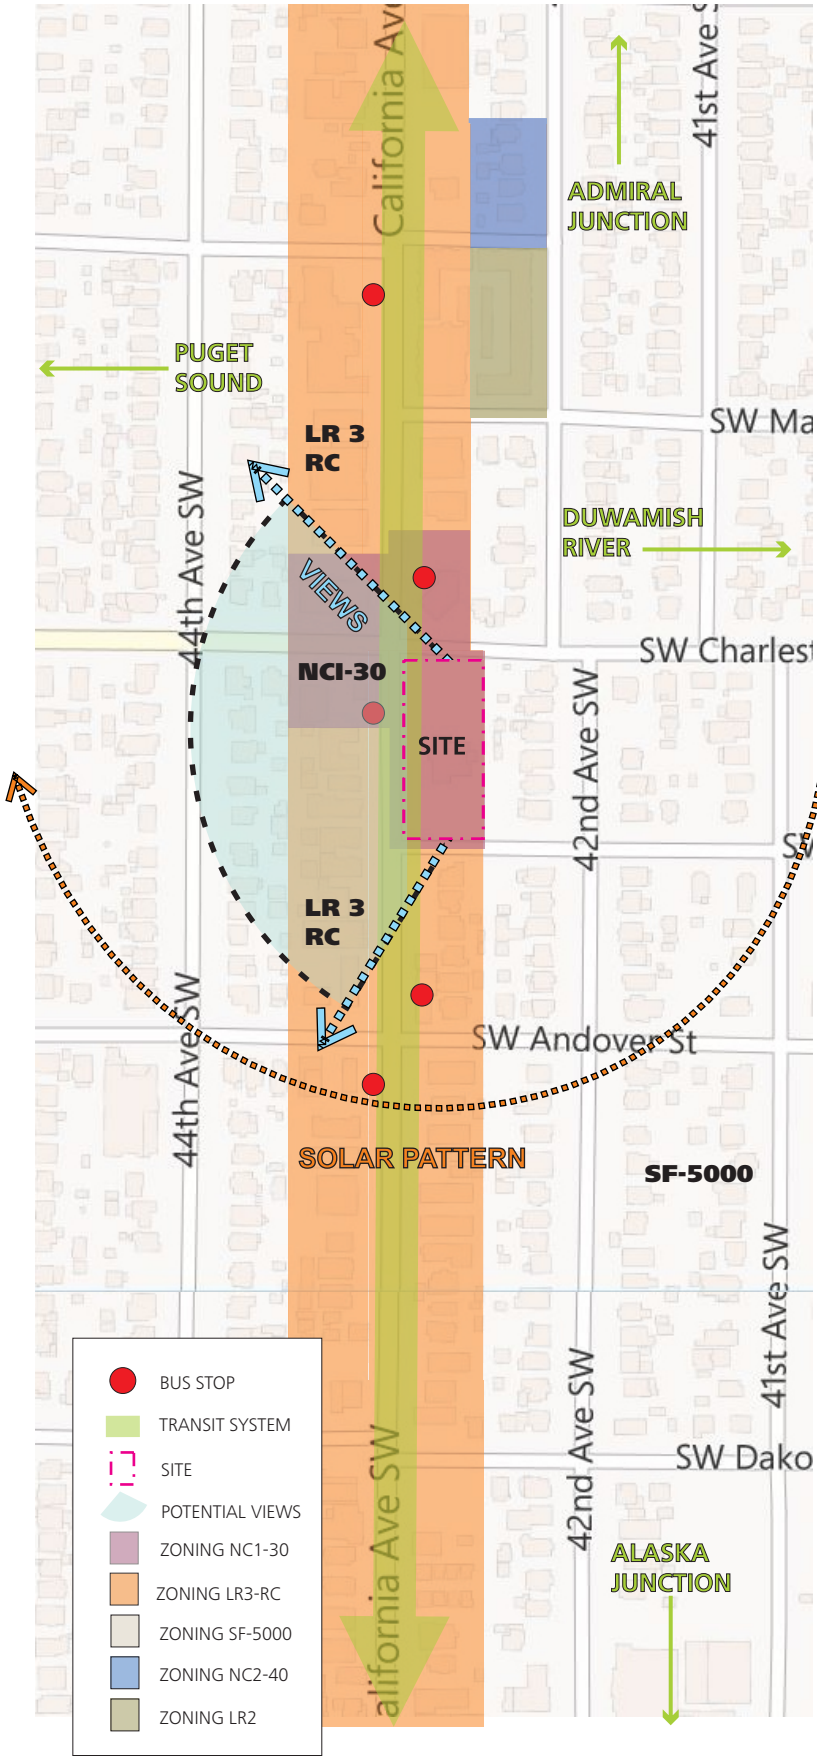 California Ave
41st Ave S
ADMIRAL
JUNCTION
PUGET
SOUND
SW Ma
LR 3
RC
44th Ave SW
DUWAMISH
RIVER
VIEWS
SW Charlest
NCI-30
SITE
42nd Ave SW
SW
LR 3
RC
44th Ave SW
SW Andover St
SOLAR PATTERN
SF-5000
41st Ave SW
42nd Ave SW
alifornia Ave SW
SW Dako
ALASKA
JUNCTION
BUS STOP
TRANSIT SYSTEM
SITE
POTENTIAL VIEWS
ZONING NC1-30
ZONING LR3-RC
ZONING SF-5000
ZONING NC2-40
ZONING LR2